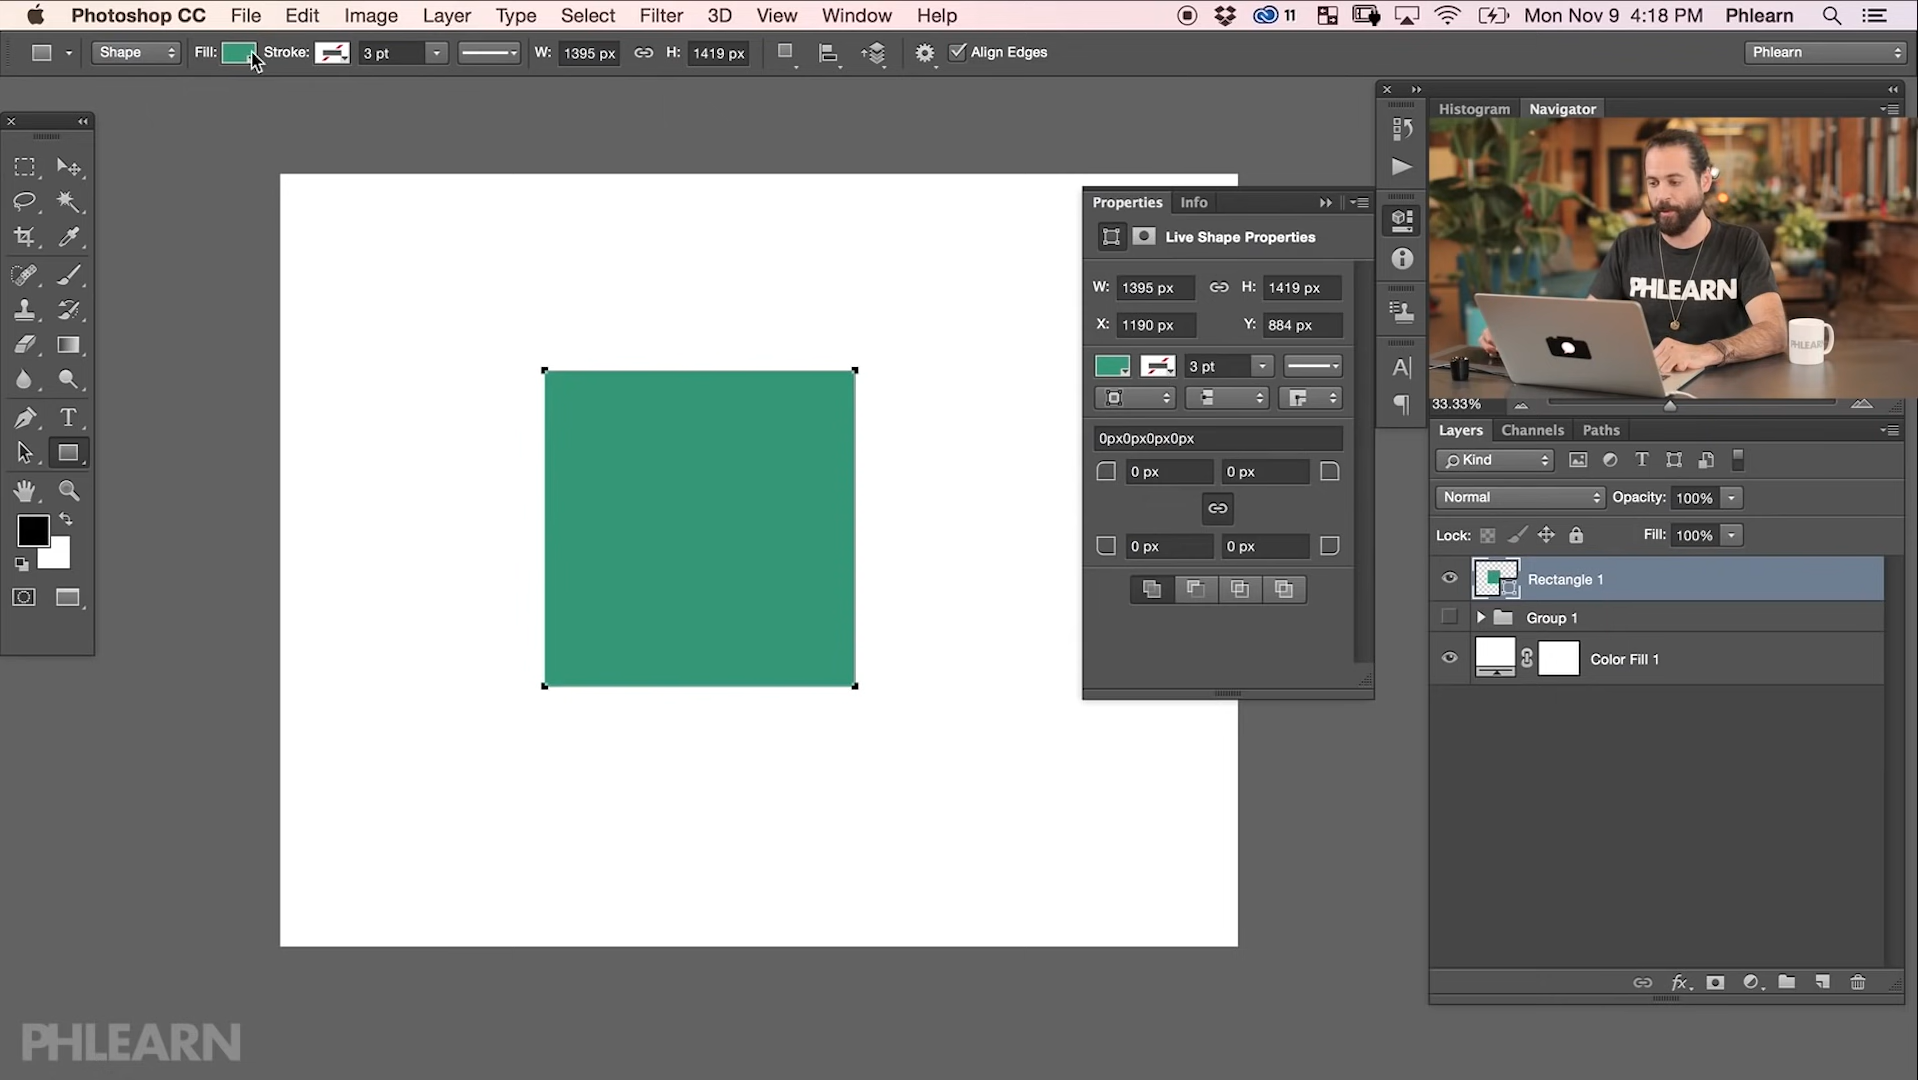 Photoshop CC File Edit Image Layer Type Select Filter 3D View Window Help 11 Mon Nov 9 4:18 PM Phlearn
Shape Fill: Stroke: 3 pt W: 1395 px H: 1419 px Align Edges Phlearn
Histogram Navigator
PHLEARN
PHLEARN
Properties Info
Live Shape Properties
W: 1395 px H: 1419 px
X: 1190 px Y: 884 px
3 pt
0px0px0px0px
0 px 0 px
0 px 0 px
33.33%
Layers Channels Paths
Kind
Normal Opacity: 100%
Lock: Fill: 100%
Rectangle 1
Group 1
Color Fill 1
fx
PHLEARN